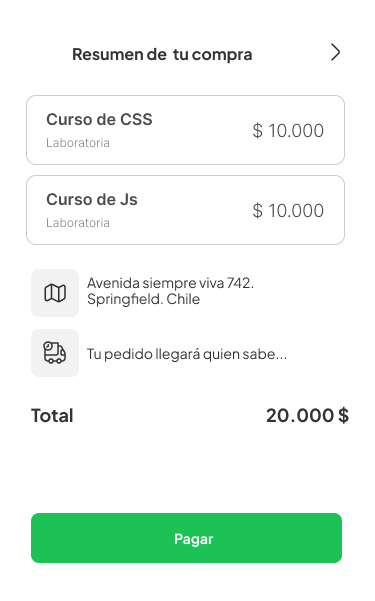 Resumen de tu compra
Curso de CSS
Laboratoria
$ 10.000
Curso de Js
Laboratoria
$ 10.000
Avenida siempre viva 742.
Springfield. Chile
Tu pedido llegará quien sabe...
Total 20.000 $
Pagar